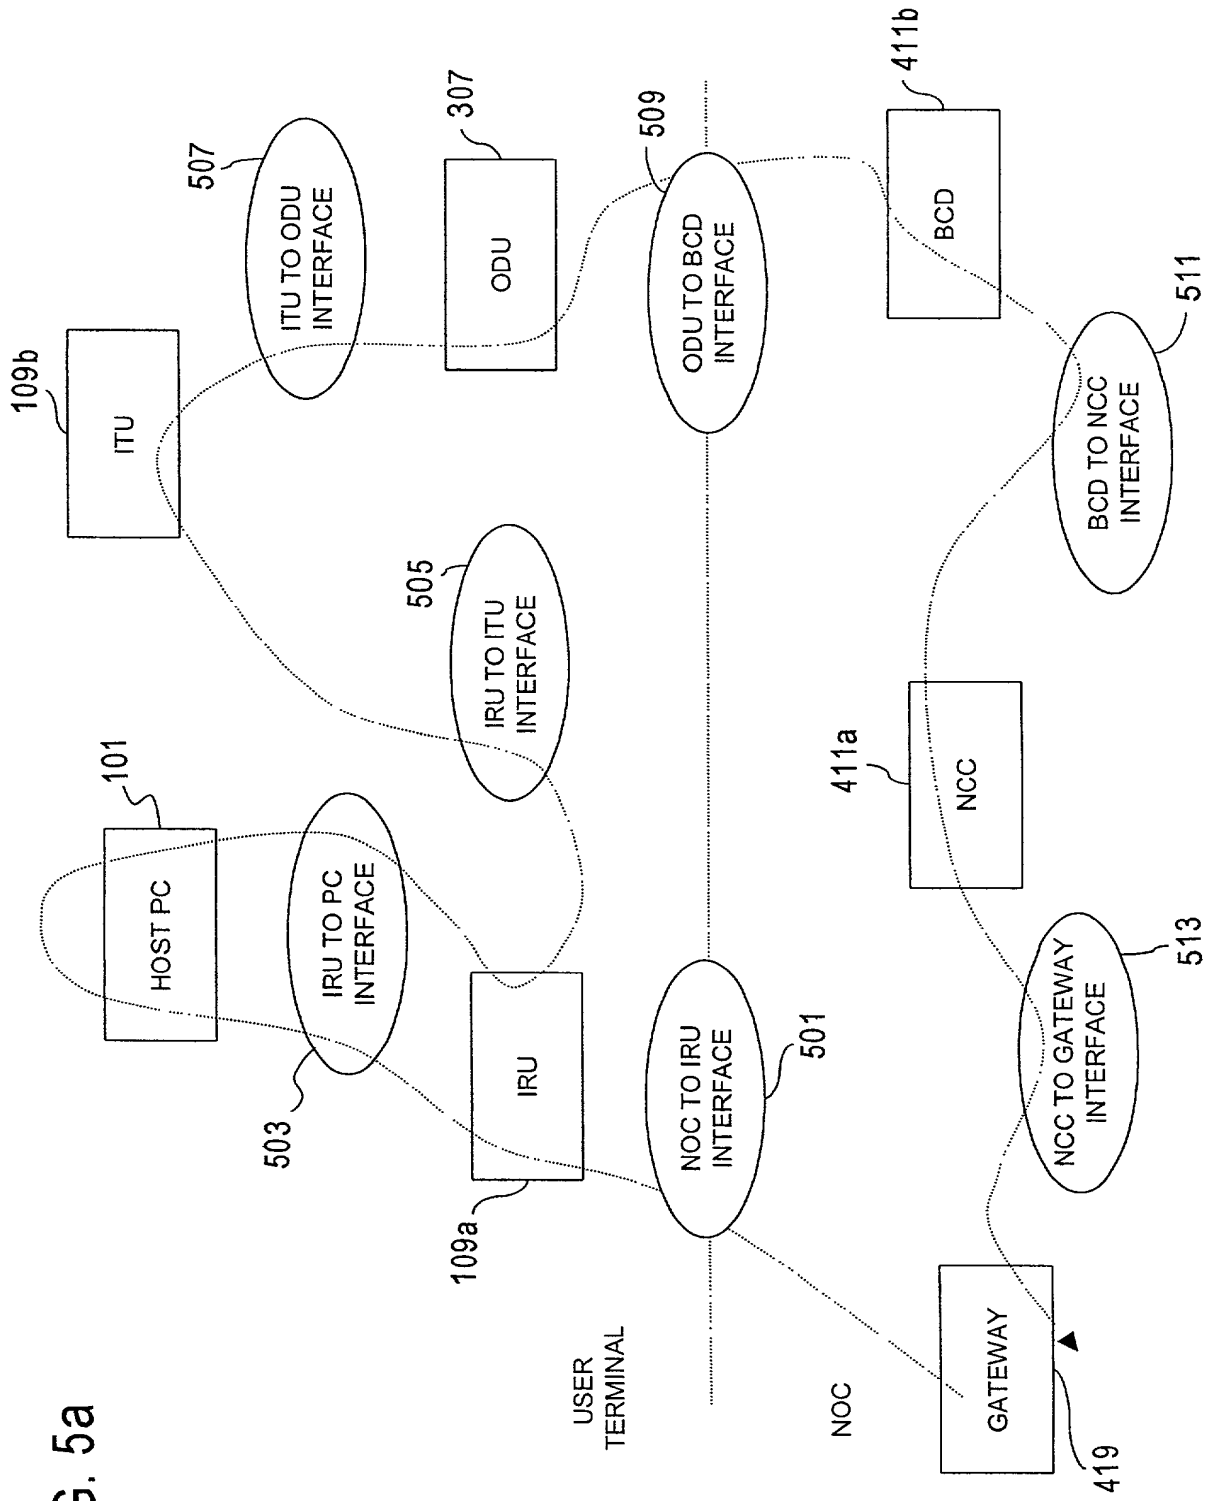 G. 5a
109b
ITU
507
ITU TO ODU
INTERFACE
307
ODU
509
ODU TO BCD
INTERFACE
411b
BCD
511
BCD TO NCC
INTERFACE
101
HOST PC
505
IRU TO ITU
INTERFACE
503
IRU TO PC
INTERFACE
411a
NCC
109a
IRU
NOC TO IRU
INTERFACE
501
513
NCC TO GATEWAY
INTERFACE
USER
TERMINAL
NOC
GATEWAY
419